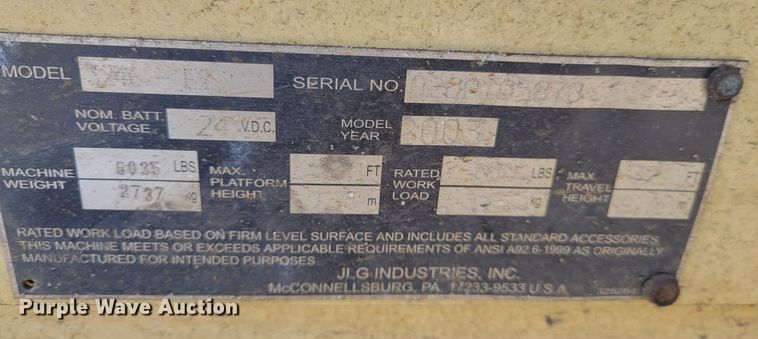 MODEL SERIAL NO.
NOM. BATT. VOLTAGE 24 V.D.C. MODEL YEAR
MACHINE WEIGHT 6035 LBS 2737 kg MAX. PLATFORM HEIGHT FT m RATED WORK LOAD LBS kg MAX. TRAVEL HEIGHT FT m
RATED WORK LOAD BASED ON FIRM LEVEL SURFACE AND INCLUDES ALL STANDARD ACCESSORIES
THIS MACHINE MEETS OR EXCEEDS APPLICABLE REQUIREMENTS OF ANSI A92.6-1999 AS ORIGINALLY
MANUFACTURED FOR INTENDED PURPOSES
JLG INDUSTRIES, INC.
McCONNELLSBURG, PA. 17233-9533 U.S.A.
Purple Wave Auction